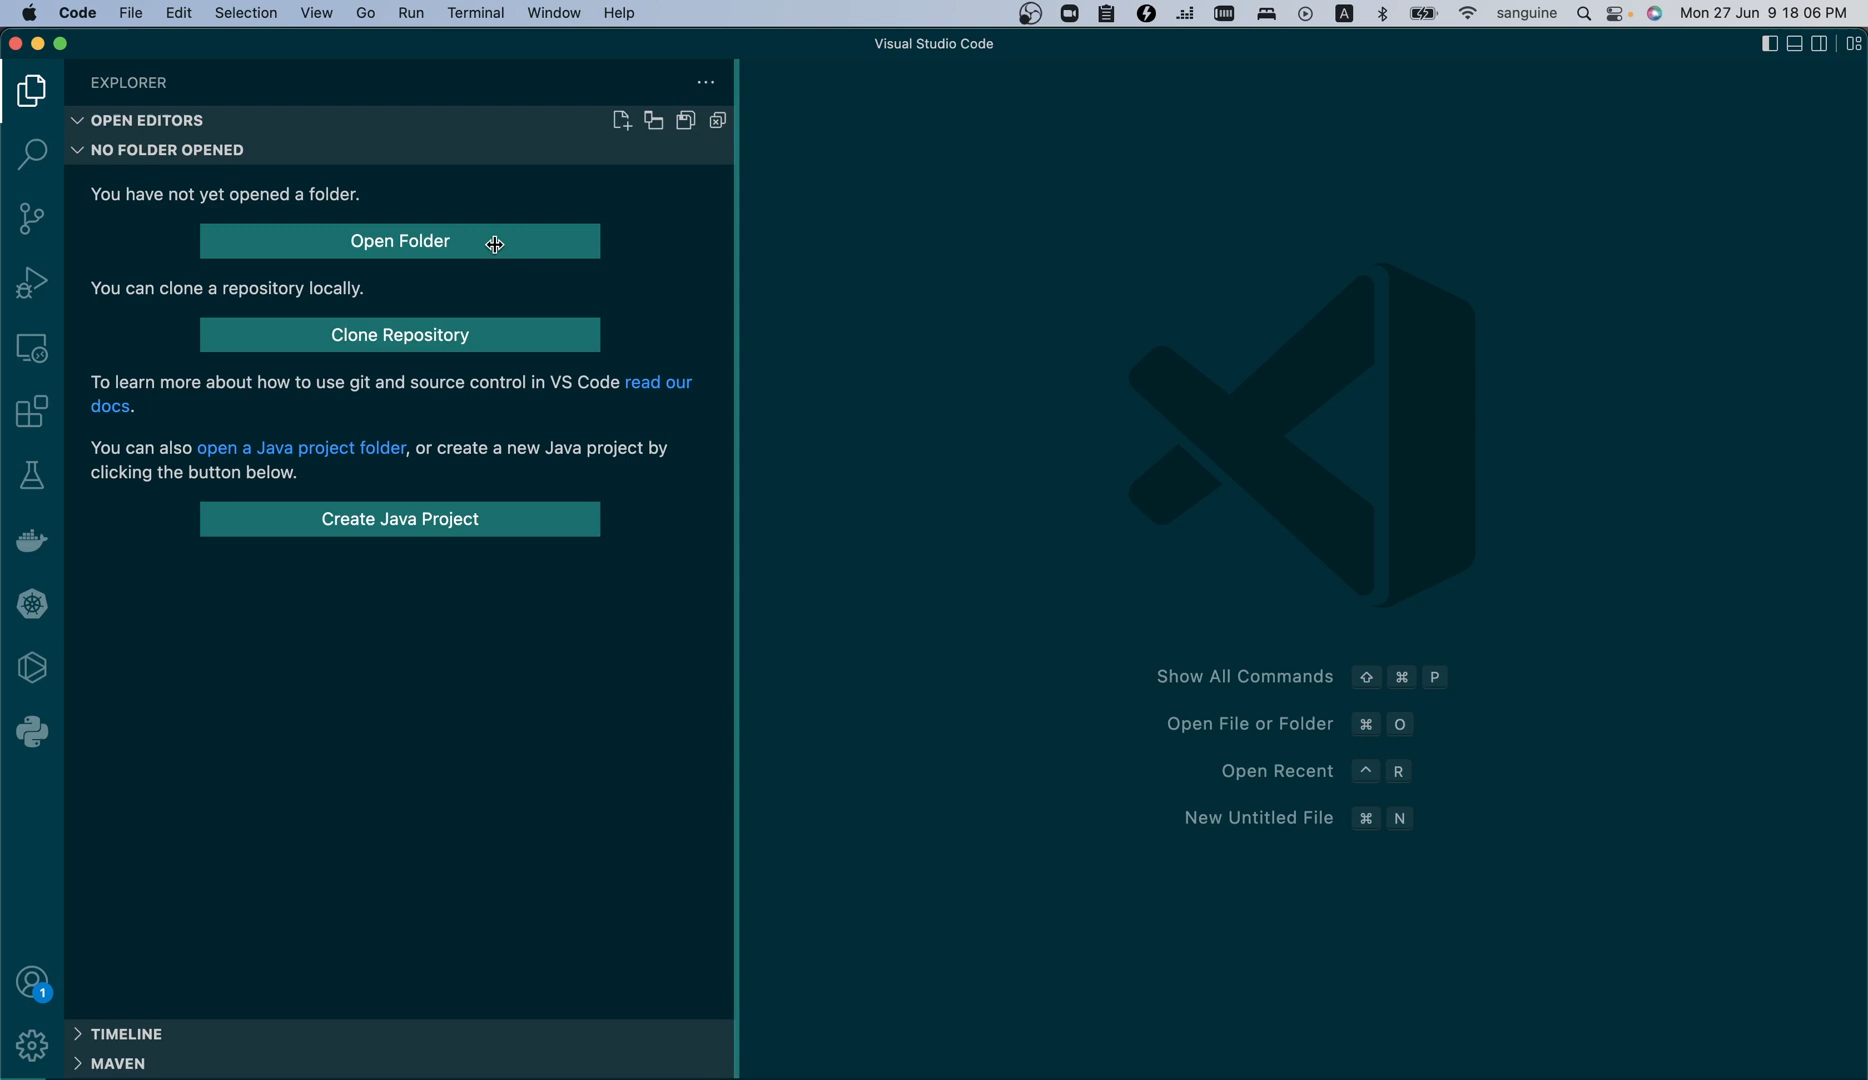 Code File Edit Selection View Go Run Terminal Window Help A sanguine Mon 27 Jun 9 18 06 PM
Visual Studio Code
EXPLORER
OPEN EDITORS
NO FOLDER OPENED
You have not yet opened a folder.
Open Folder
You can clone a repository locally.
Clone Repository
To learn more about how to use git and source control in VS Code read our
docs.
You can also open a Java project folder, or create a new Java project by
clicking the button below.
Create Java Project
Show All Commands ⇧ ⌘ P
Open File or Folder ⌘ O
Open Recent ^ R
New Untitled File ⌘ N
1
TIMELINE
MAVEN